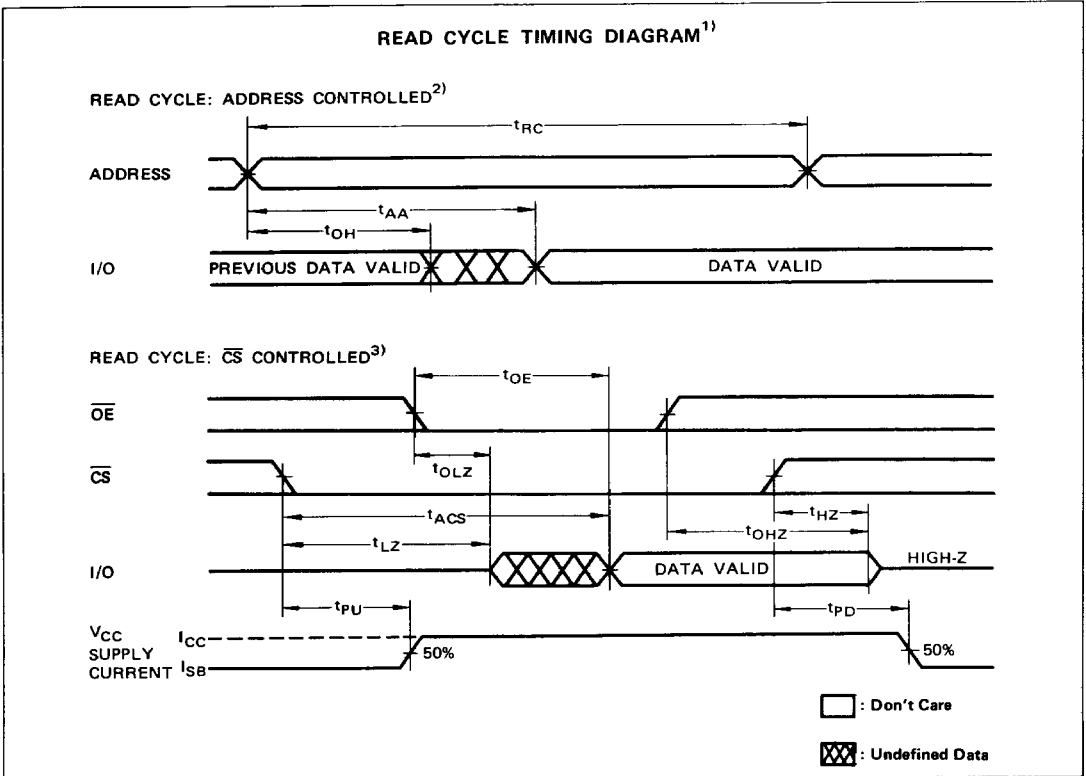 READ CYCLE TIMING DIAGRAM1)
READ CYCLE: ADDRESS CONTROLLED2)
tRC
ADDRESS
tAA
tOH
I/O
PREVIOUS DATA VALID
DATA VALID
READ CYCLE: CS CONTROLLED3)
tOE
OE
tOLZ
CS
tHZ
tACS
tOHZ
tLZ
I/O
DATA VALID
HIGH-Z
tPU
tPD
VCC
SUPPLY
CURRENT
ICC
ISB
50%
50%
: Don't Care
: Undefined Data